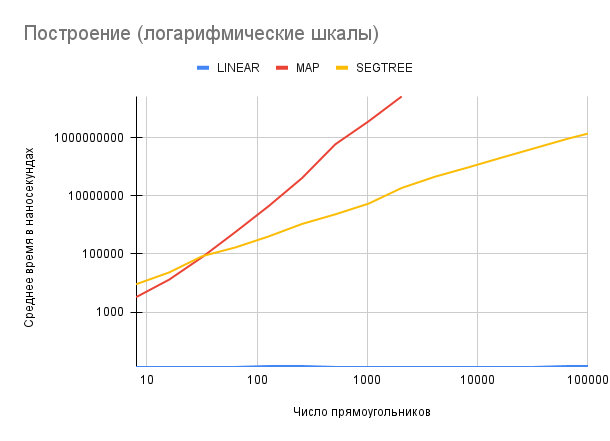 Построение (логарифмические шкалы)
LINEAR MAP SEGTREE
Среднее время в наносекундах
1000000000
10000000
100000
1000
10 100 1000 10000 100000
Число прямоугольников